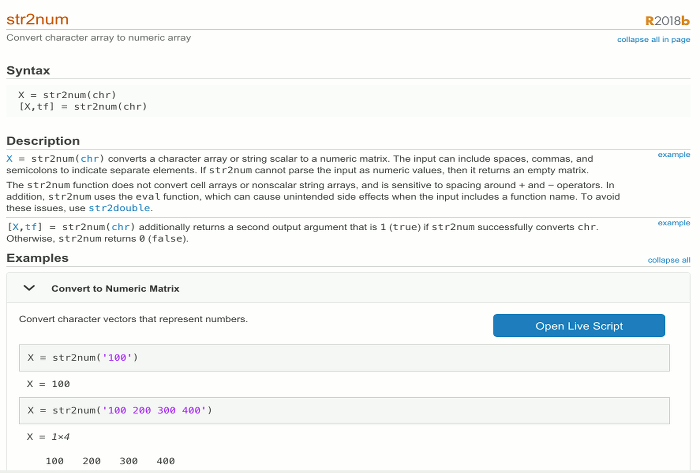 str2num
R2018b
Convert character array to numeric array
collapse all in page
Syntax
X = str2num(chr)
[X,tf] = str2num(chr)
Description
X = str2num(chr) converts a character array or string scalar to a numeric matrix. The input can include spaces, commas, and
example
semicolons to indicate separate elements. If str2num cannot parse the input as numeric values, then it returns an empty matrix.
The str2num function does not convert cell arrays or nonscalar string arrays, and is sensitive to spacing around + and − operators. In
addition, str2num uses the eval function, which can cause unintended side effects when the input includes a function name. To avoid
these issues, use str2double.
[X,tf] = str2num(chr) additionally returns a second output argument that is 1 (true) if str2num successfully converts chr.
example
Otherwise, str2num returns 0 (false).
Examples
collapse all
Convert to Numeric Matrix
Convert character vectors that represent numbers.
Open Live Script
X = str2num('100')
X = 100
X = str2num('100 200 300 400')
X = 1×4
100 200 300 400